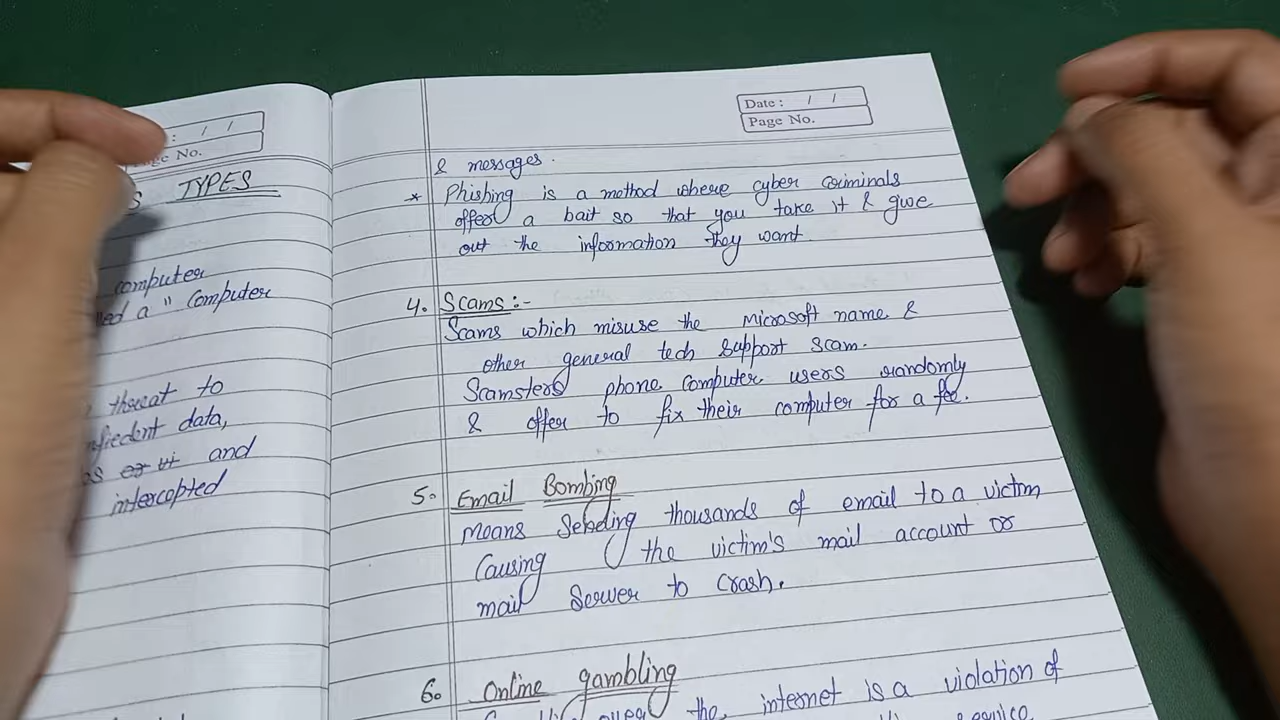 : / /
Page No.
TYPES
computer
a " Computer
threat to
data,
and
intercepted
Date : / /
Page No.
& messages.
* Phishing is a method where cyber criminals
offer a bait so that you take it & give
out the information they want.
4. Scams :-
Scams which misuse the Microsoft name &
other general tech support scam.
Scamsters phone computer users randomly
& offer to fix their computer for a fee.
5. Email Bombing
Means thousands of email to a victim
Causing the victim's mail account or
mail Server to Crash.
6. Online gambling
the internet is a violation of